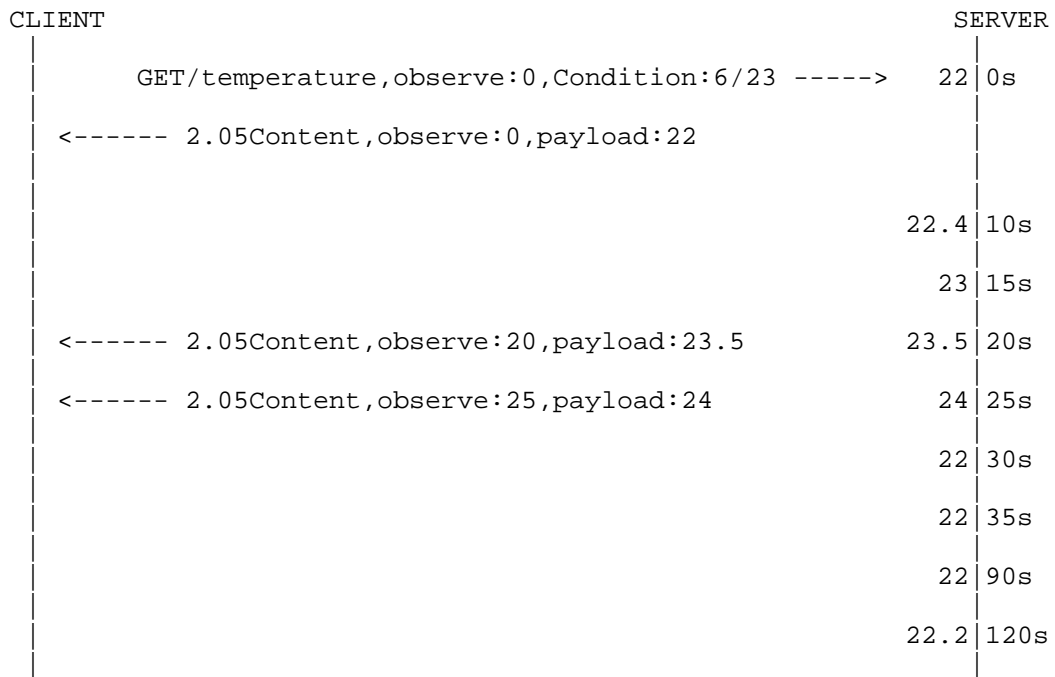 CLIENT SERVER
GET/temperature,observe:0,Condition:6/23 -----> 22|0s
<------ 2.05Content,observe:0,payload:22
22.4|10s
23|15s
<------ 2.05Content,observe:20,payload:23.5 23.5|20s
<------ 2.05Content,observe:25,payload:24 24|25s
22|30s
22|35s
22|90s
22.2|120s